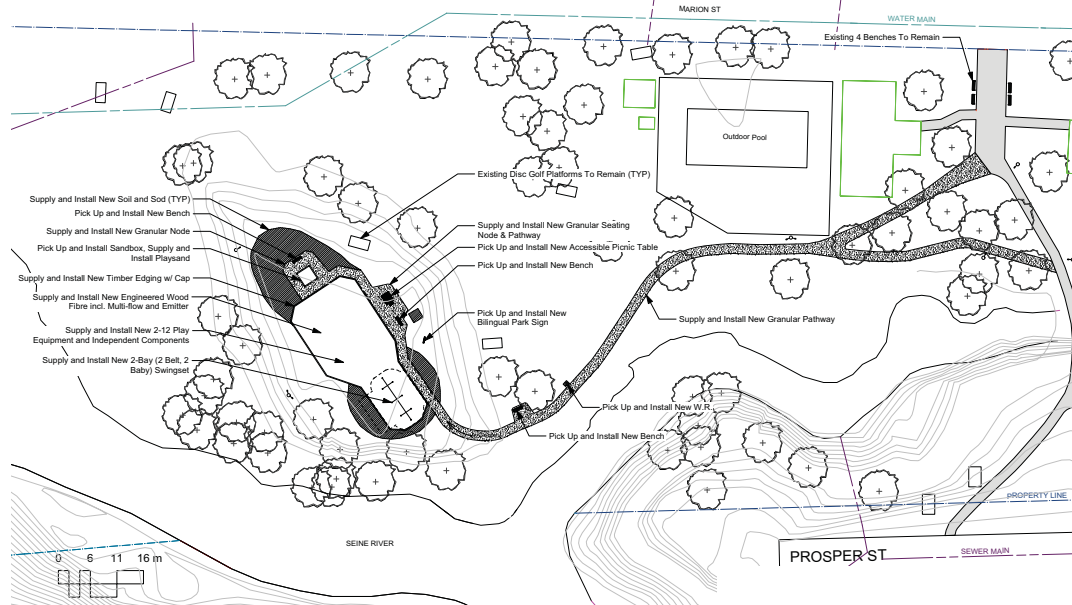 MARION ST
WATER MAIN
Existing 4 Benches To Remain
Outdoor Pool
Existing Disc Golf Platforms To Remain (TYP)
Supply and Install New Soil and Sod (TYP)
Pick Up and Install New Bench
Supply and Install New Granular Node
Pick Up and Install Sandbox, Supply and
Install Playsand
Supply and Install New Timber Edging w/ Cap
Supply and Install New Engineered Wood
Fibre incl. Multi-flow and Emitter
Supply and Install New 2-12 Play
Equipment and Independent Components
Supply and Install New 2-Bay (2 Belt, 2
Baby) Swingset
Supply and Install New Granular Seating
Node & Pathway
Pick Up and Install New Accessible Picnic Table
Pick Up and Install New Bench
Pick Up and Install New
Bilingual Park Sign
Supply and Install New Granular Pathway
Pick Up and Install New W.R.
Pick Up and Install New Bench
PROPERTY LINE
SEINE RIVER
PROSPER ST
SEWER MAIN
0 6 11 16 m